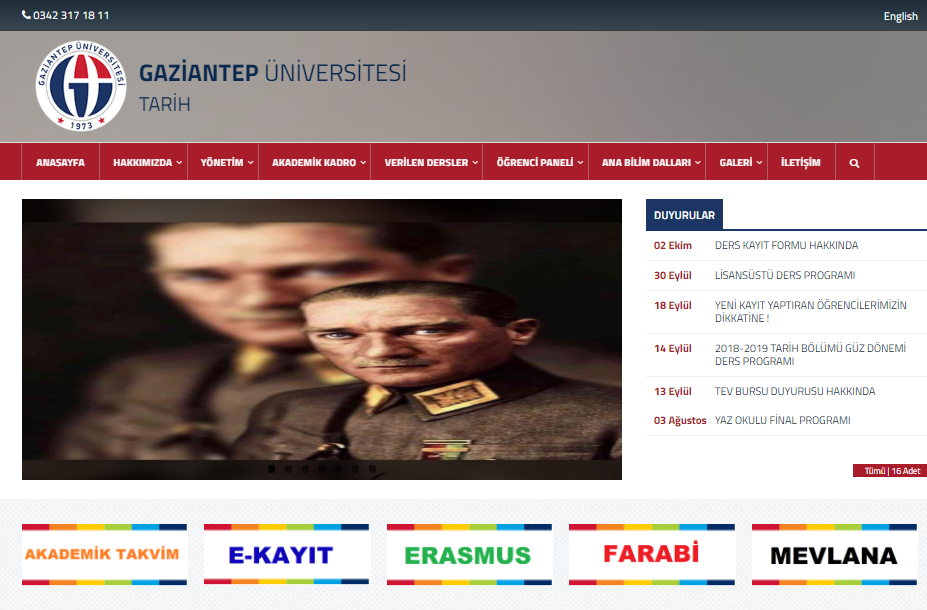 0342 317 18 11
English
GAZİANTEP ÜNİVERSİTESİ
1973
GAZİANTEP ÜNİVERSİTESİ
TARİH
ANASAYFA
HAKKIMIZDA
YÖNETİM
AKADEMİK KADRO
VERİLEN DERSLER
ÖĞRENCİ PANELİ
ANA BİLİM DALLARI
GALERİ
İLETİŞİM
DUYURULAR
02 Ekim DERS KAYIT FORMU HAKKINDA
30 Eylül LİSANSÜSTÜ DERS PROGRAMI
18 Eylül YENİ KAYIT YAPTIRAN ÖĞRENCİLERİMİZİN
DİKKATİNE !
14 Eylül 2018-2019 TARİH BÖLÜMÜ GÜZ DÖNEMİ
DERS PROGRAMI
13 Eylül TEV BURSU DUYURUSU HAKKINDA
03 Ağustos YAZ OKULU FİNAL PROGRAMI
Tümü | 16 Adet
AKADEMİK TAKVİM
E-KAYIT
ERASMUS
FARABİ
MEVLANA